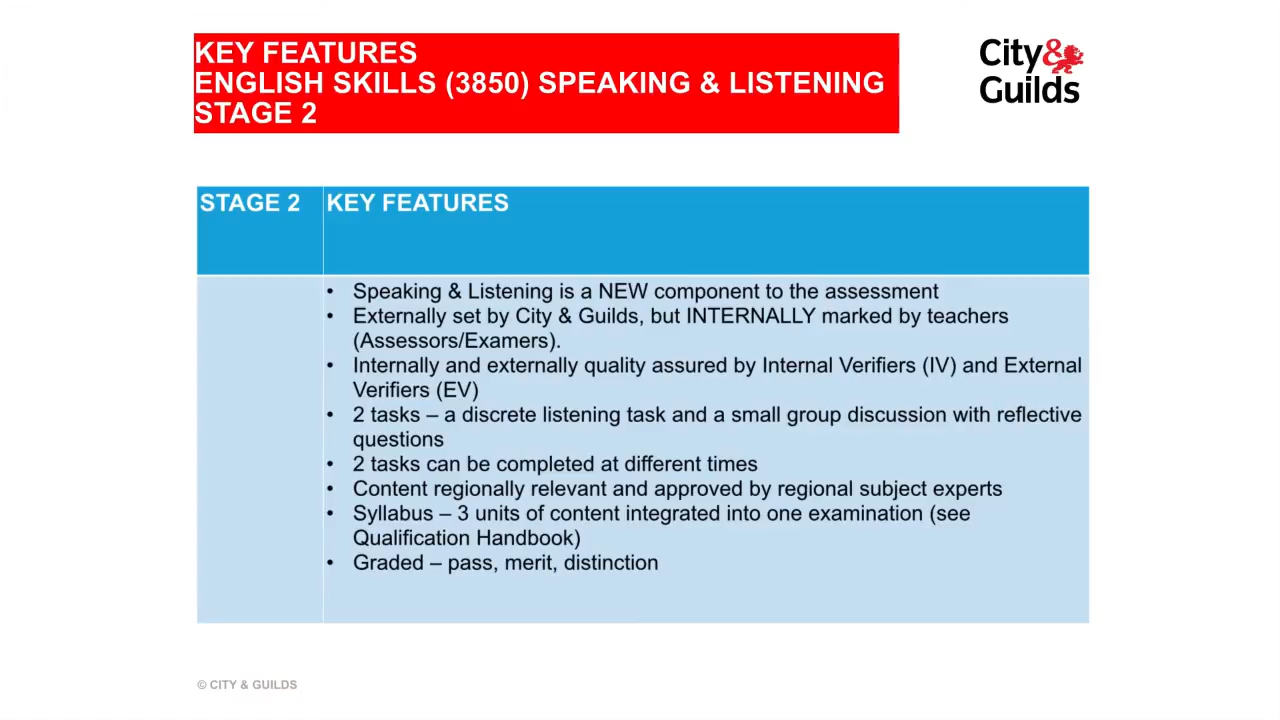 KEY FEATURES
ENGLISH SKILLS (3850) SPEAKING & LISTENING
STAGE 2
City&
Guilds
STAGE 2 KEY FEATURES
• Speaking & Listening is a NEW component to the assessment
• Externally set by City & Guilds, but INTERNALLY marked by teachers
(Assessors/Examers).
• Internally and externally quality assured by Internal Verifiers (IV) and External
Verifiers (EV)
• 2 tasks – a discrete listening task and a small group discussion with reflective
questions
• 2 tasks can be completed at different times
• Content regionally relevant and approved by regional subject experts
• Syllabus – 3 units of content integrated into one examination (see
Qualification Handbook)
• Graded – pass, merit, distinction
© CITY & GUILDS